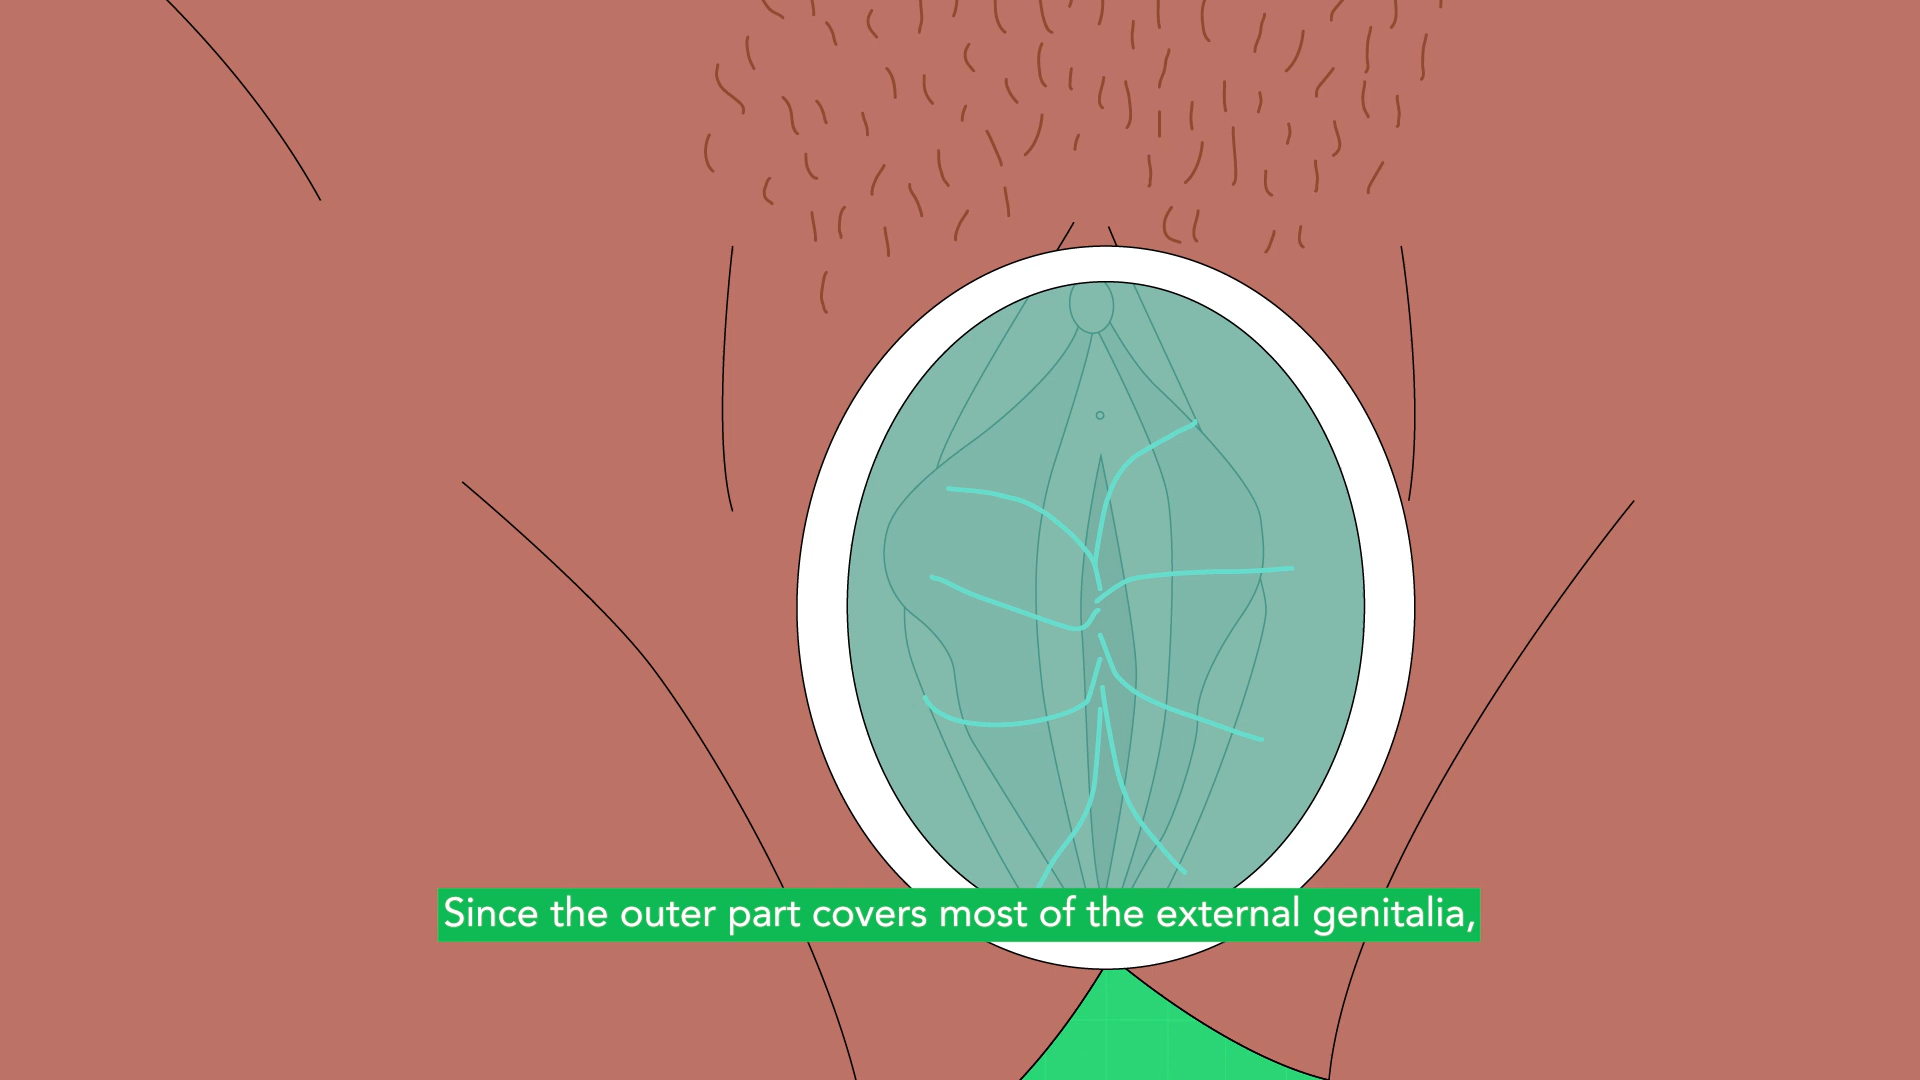 Since the outer part covers most of the external genitalia,